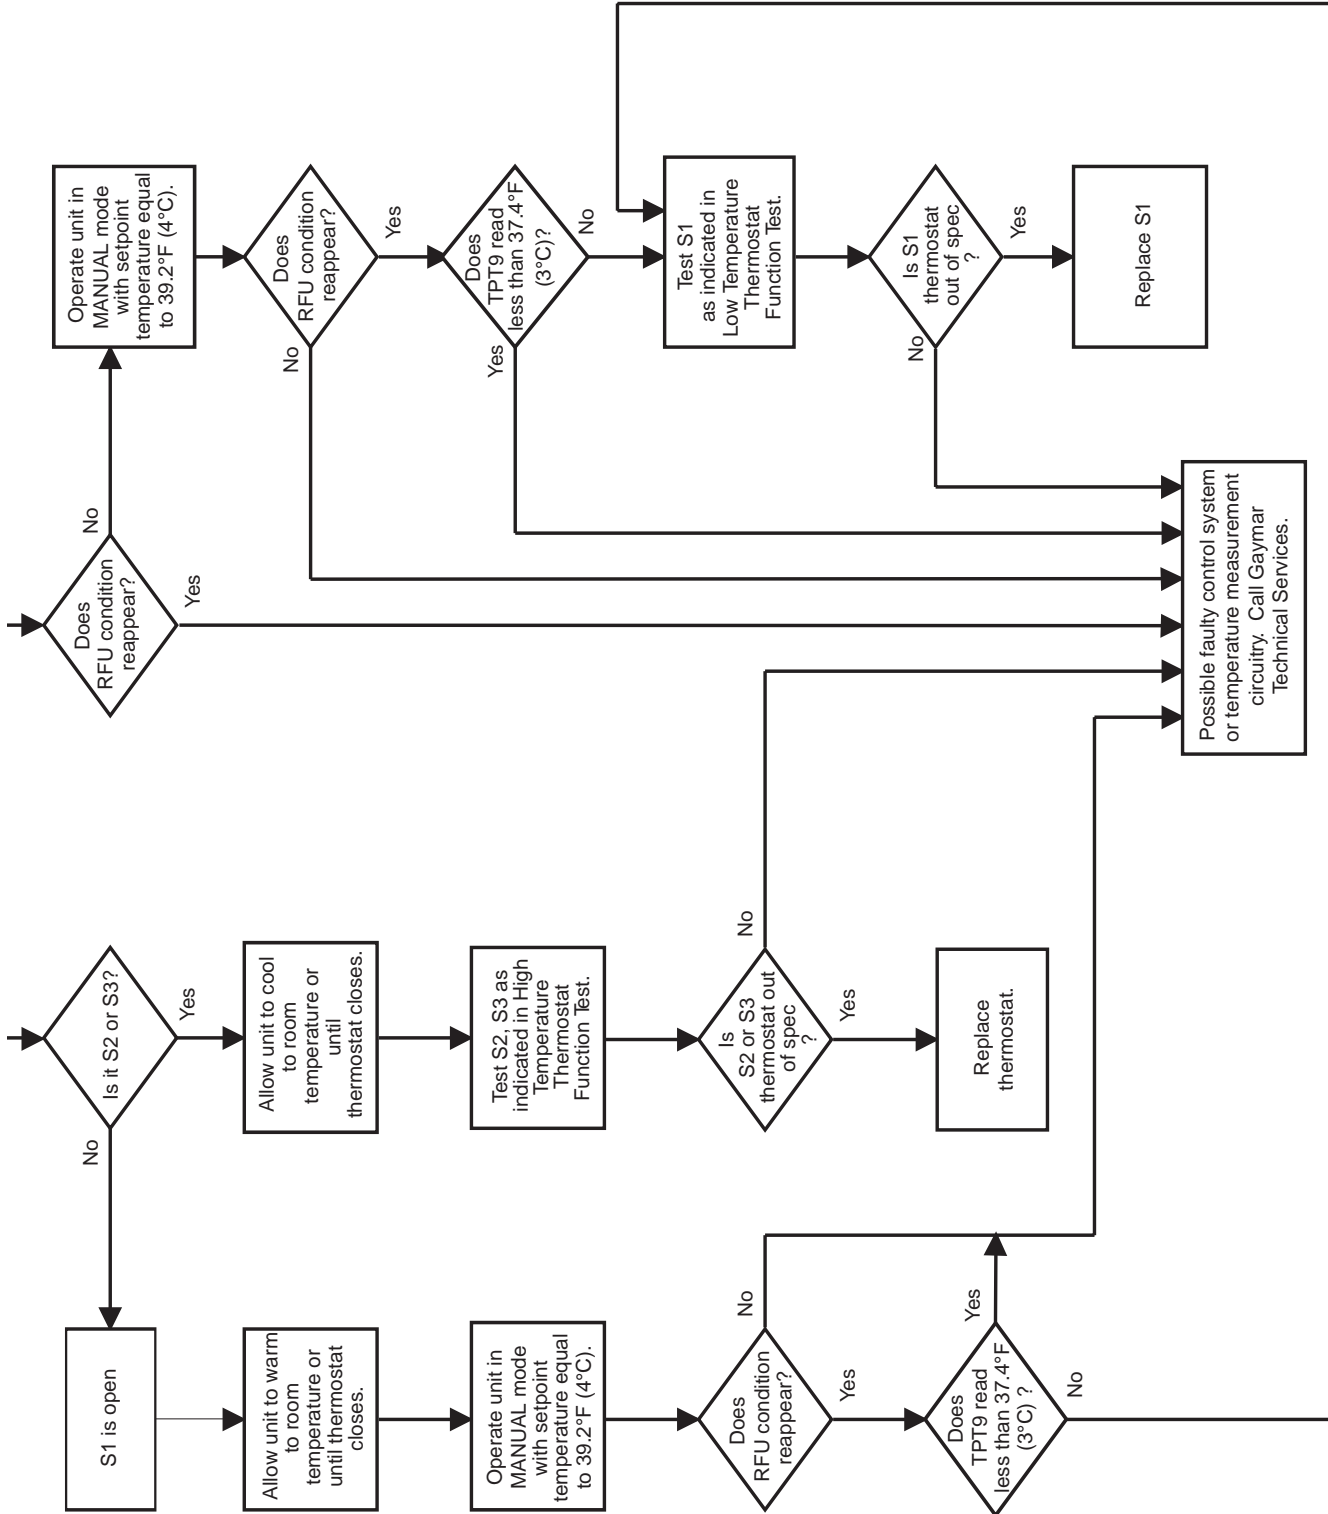 Is it S2 or S3?
No
Yes
S1 is open
Allow unit to warm
to room
temperature or
until thermostat
closes.
Operate unit in
MANUAL mode
with setpoint
temperature equal
to 39.2°F (4°C).
Does
RFU condition
reappear?
No
Yes
Does
TPT9 read
less than 37.4°F
(3°C) ?
Yes
No
Allow unit to cool
to room
temperature or
until
thermostat closes.
Test S2, S3 as
indicated in High
Temperature
Thermostat
Function Test.
Is
S2 or S3
thermostat out
of spec
?
No
Yes
Replace
thermostat.
Does
RFU condition
reappear?
No
Yes
Operate unit in
MANUAL mode
with setpoint
temperature equal
to 39.2°F (4°C).
Does
RFU condition
reappear?
No
Yes
Does
TPT9 read
less than 37.4°F
(3°C)?
Yes
No
Test S1
as indicated in
Low Temperature
Thermostat
Function Test.
Is S1
thermostat
out of spec
?
No
Yes
Replace S1
Possible faulty control system
or temperature measurement
circuitry. Call Gaymar
Technical Services.